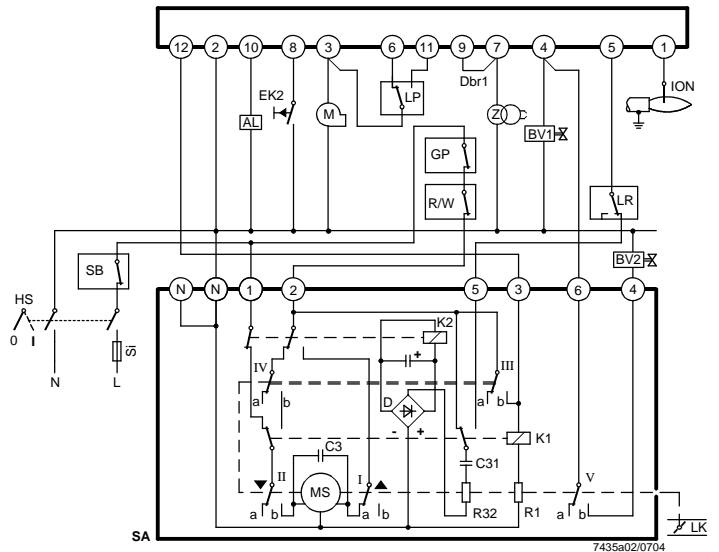 12 2 10 8 3 6 11 9 7 4 5 1
Dbr1
ION
EK2
LP
AL
M
Z
BV1
GP
R/W
LR
SB
BV2
HS
0 I
Si
N L
N N 1 2 5 3 6 4
K2
+
IV
III
a b
a b
D
- +
K1
C3
C31
II
I
V
MS
a b
a b
R32
R1
a b
LK
SA
7435a02/0704